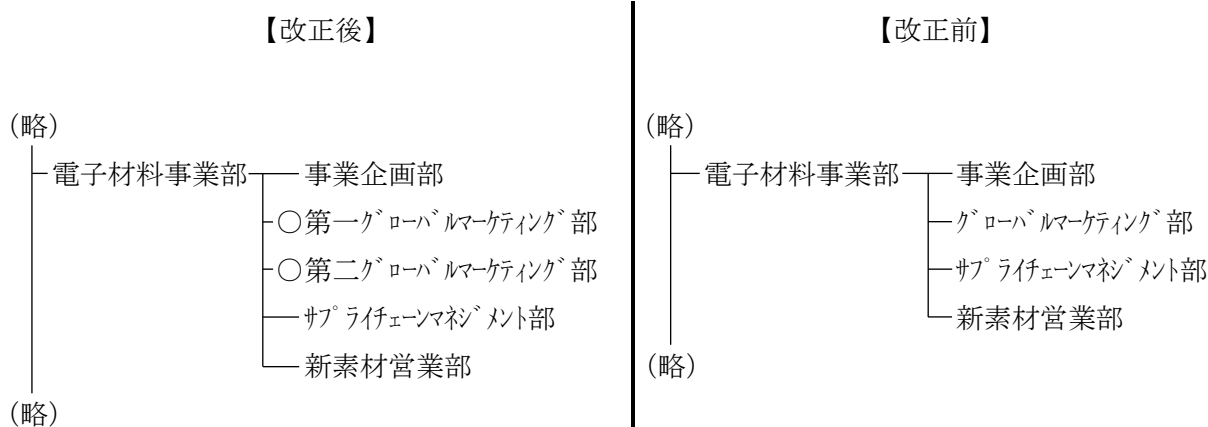 【改正後】
（略）
電子材料事業部
事業企画部
○第一ｸﾞﾛｰﾊﾞﾙﾏｰｹﾃｨﾝｸﾞ部
○第二ｸﾞﾛｰﾊﾞﾙﾏｰｹﾃｨﾝｸﾞ部
ｻﾌﾟﾗｲﾁｪｰﾝﾏﾈｼﾞﾒﾝﾄ部
新素材営業部
（略）
【改正前】
（略）
電子材料事業部
事業企画部
ｸﾞﾛｰﾊﾞﾙﾏｰｹﾃｨﾝｸﾞ部
ｻﾌﾟﾗｲﾁｪｰﾝﾏﾈｼﾞﾒﾝﾄ部
新素材営業部
（略）